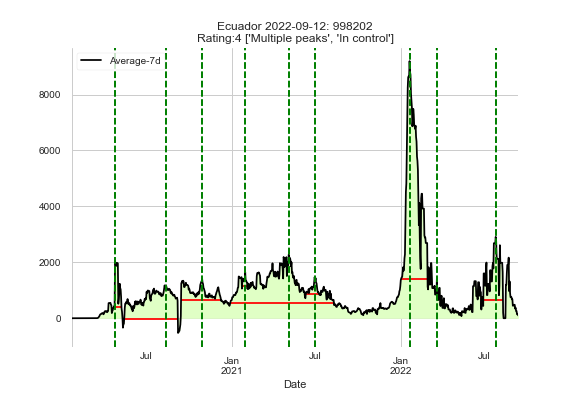 Ecuador 2022-09-12: 998202
Rating:4 ['Multiple peaks', 'In control']
Average-7d
8000
6000
4000
2000
0
Jul
Jan
2021
Jul
Jan
2022
Jul
Date